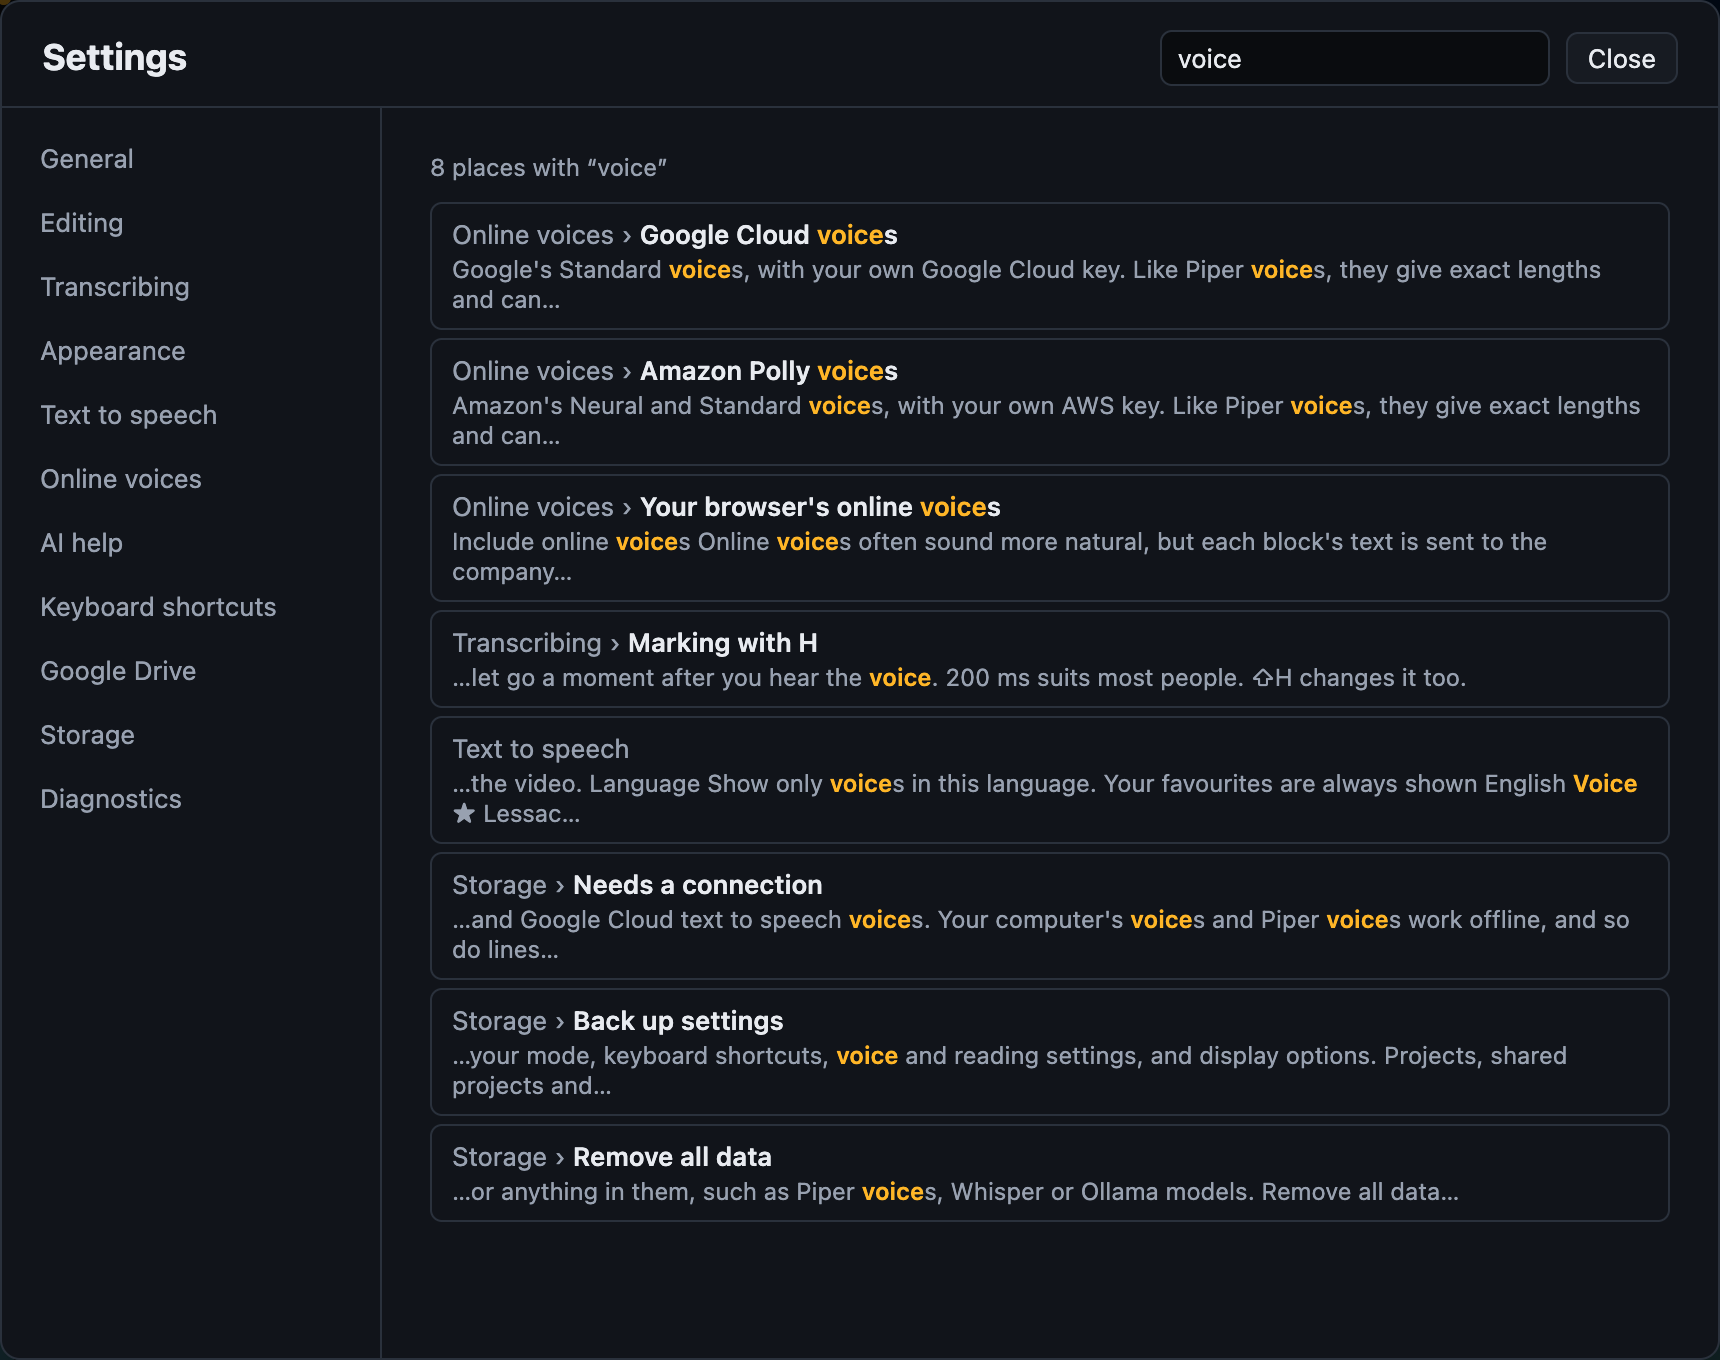 Settings
voice
Close
General
Editing
Transcribing
Appearance
Text to speech
Online voices
AI help
Keyboard shortcuts
Google Drive
Storage
Diagnostics
8 places with “voice”
Online voices › Google Cloud voices
Google's Standard voices, with your own Google Cloud key. Like Piper voices, they give exact lengths
and can…
Online voices › Amazon Polly voices
Amazon's Neural and Standard voices, with your own AWS key. Like Piper voices, they give exact lengths
and can…
Online voices › Your browser's online voices
Include online voices Online voices often sound more natural, but each block's text is sent to the
company…
Transcribing › Marking with H
…let go a moment after you hear the voice. 200 ms suits most people. ⇧H changes it too.
Text to speech
…the video. Language Show only voices in this language. Your favourites are always shown English Voice
★ Lessac…
Storage › Needs a connection
…and Google Cloud text to speech voices. Your computer's voices and Piper voices work offline, and so
do lines…
Storage › Back up settings
…your mode, keyboard shortcuts, voice and reading settings, and display options. Projects, shared
projects and…
Storage › Remove all data
…or anything in them, such as Piper voices, Whisper or Ollama models. Remove all data…